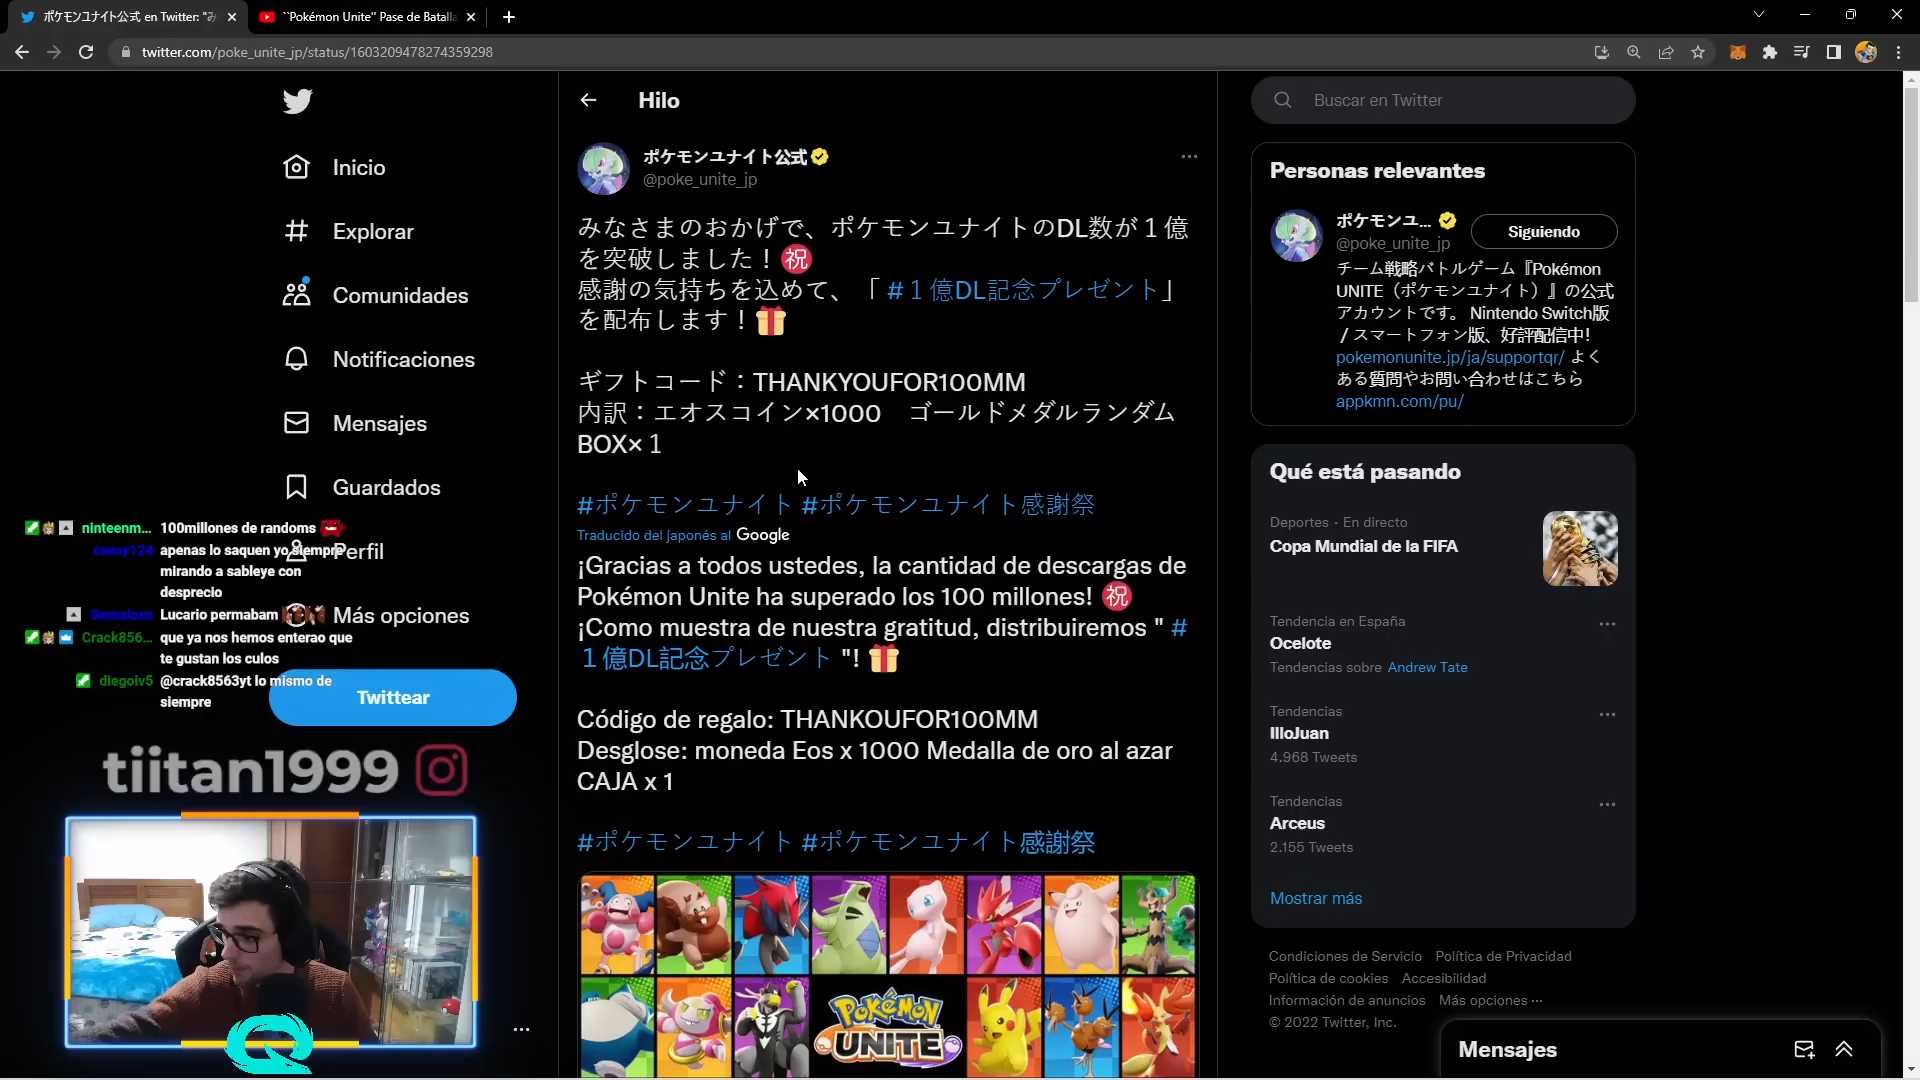 ポケモンユナイト公式 en Twitter: "み
``Pokémon Unite'' Pase de Batalla
twitter.com/poke_unite_jp/status/1603209478274359298
Inicio
Explorar
Comunidades
Notificaciones
Mensajes
Guardados
Perfil
Más opciones
Twittear
ninteenm... 100millones de randoms
cassy124 apenas lo saquen yo siempre
mirando a sableye con
desprecio
Gemaloco Lucario permabam
Crack856... que ya nos hemos enterao que
te gustan los culos
diegoiv5 @crack8563yt lo mismo de
siempre
tiitan1999
Hilo
ポケモンユナイト公式
@poke_unite_jp
みなさまのおかげで、ポケモンユナイトのDL数が１億
を突破しました！㊗
感謝の気持ちを込めて、「 #１億DL記念プレゼント」
を配布します！🎁
ギフトコード：THANKYOUFOR100MM
内訳：エオスコイン×1000　ゴールドメダルランダム
BOX×１
#ポケモンユナイト #ポケモンユナイト感謝祭
Traducido del japonés al Google
¡Gracias a todos ustedes, la cantidad de descargas de
Pokémon Unite ha superado los 100 millones! ㊗
¡Como muestra de nuestra gratitud, distribuiremos " #
１億DL記念プレゼント "! 🎁
Código de regalo: THANKOUFOR100MM
Desglose: moneda Eos x 1000 Medalla de oro al azar
CAJA x 1
#ポケモンユナイト #ポケモンユナイト感謝祭
POKéMON
UNITE
Buscar en Twitter
Personas relevantes
ポケモンユ...
@poke_unite_jp
Siguiendo
チーム戦略バトルゲーム『Pokémon
UNITE（ポケモンユナイト）』の公式
アカウントです。 Nintendo Switch版
/ スマートフォン版、好評配信中!
pokemonunite.jp/ja/supportqr/ よく
ある質問やお問い合わせはこちら
appkmn.com/pu/
Qué está pasando
Deportes · En directo
Copa Mundial de la FIFA
Tendencia en España
Ocelote
Tendencias sobre Andrew Tate
Tendencias
IlloJuan
4.968 Tweets
Tendencias
Arceus
2.155 Tweets
Mostrar más
Condiciones de Servicio Política de Privacidad
Política de cookies Accesibilidad
Información de anuncios Más opciones ···
© 2022 Twitter, Inc.
Mensajes